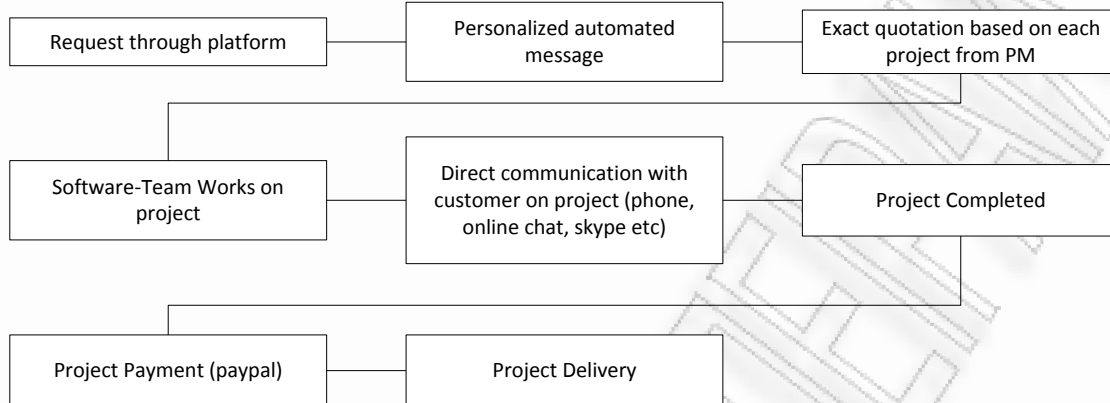 Request through platform
Personalized automated
message
Exact quotation based on each
project from PM
Software-Team Works on
project
Direct communication with
customer on project (phone,
online chat, skype etc)
Project Completed
Project Payment (paypal)
Project Delivery